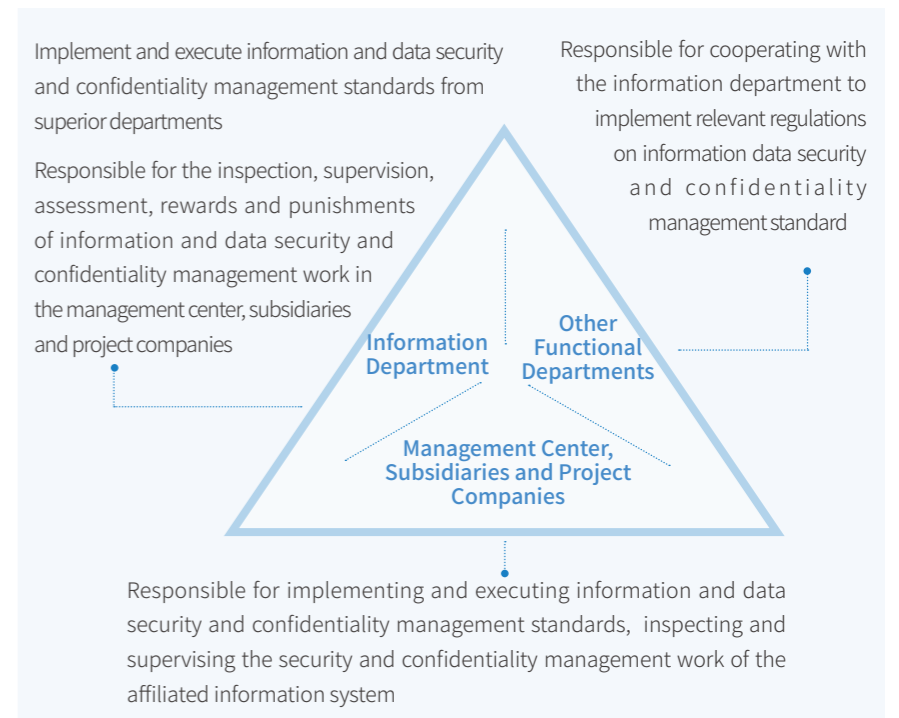 Implement and execute information and data security
and confidentiality management standards from
superior departments
Responsible for the inspection, supervision,
assessment, rewards and punishments
of information and data security and
confidentiality management work in
the management center, subsidiaries
and project companies
Responsible for cooperating with
the information department to
implement relevant regulations
on information data security
and confidentiality
management standard
Information
Department
Other
Functional
Departments
Management Center,
Subsidiaries and Project
Companies
Responsible for implementing and executing information and data
security and confidentiality management standards, inspecting and
supervising the security and confidentiality management work of the
affiliated information system